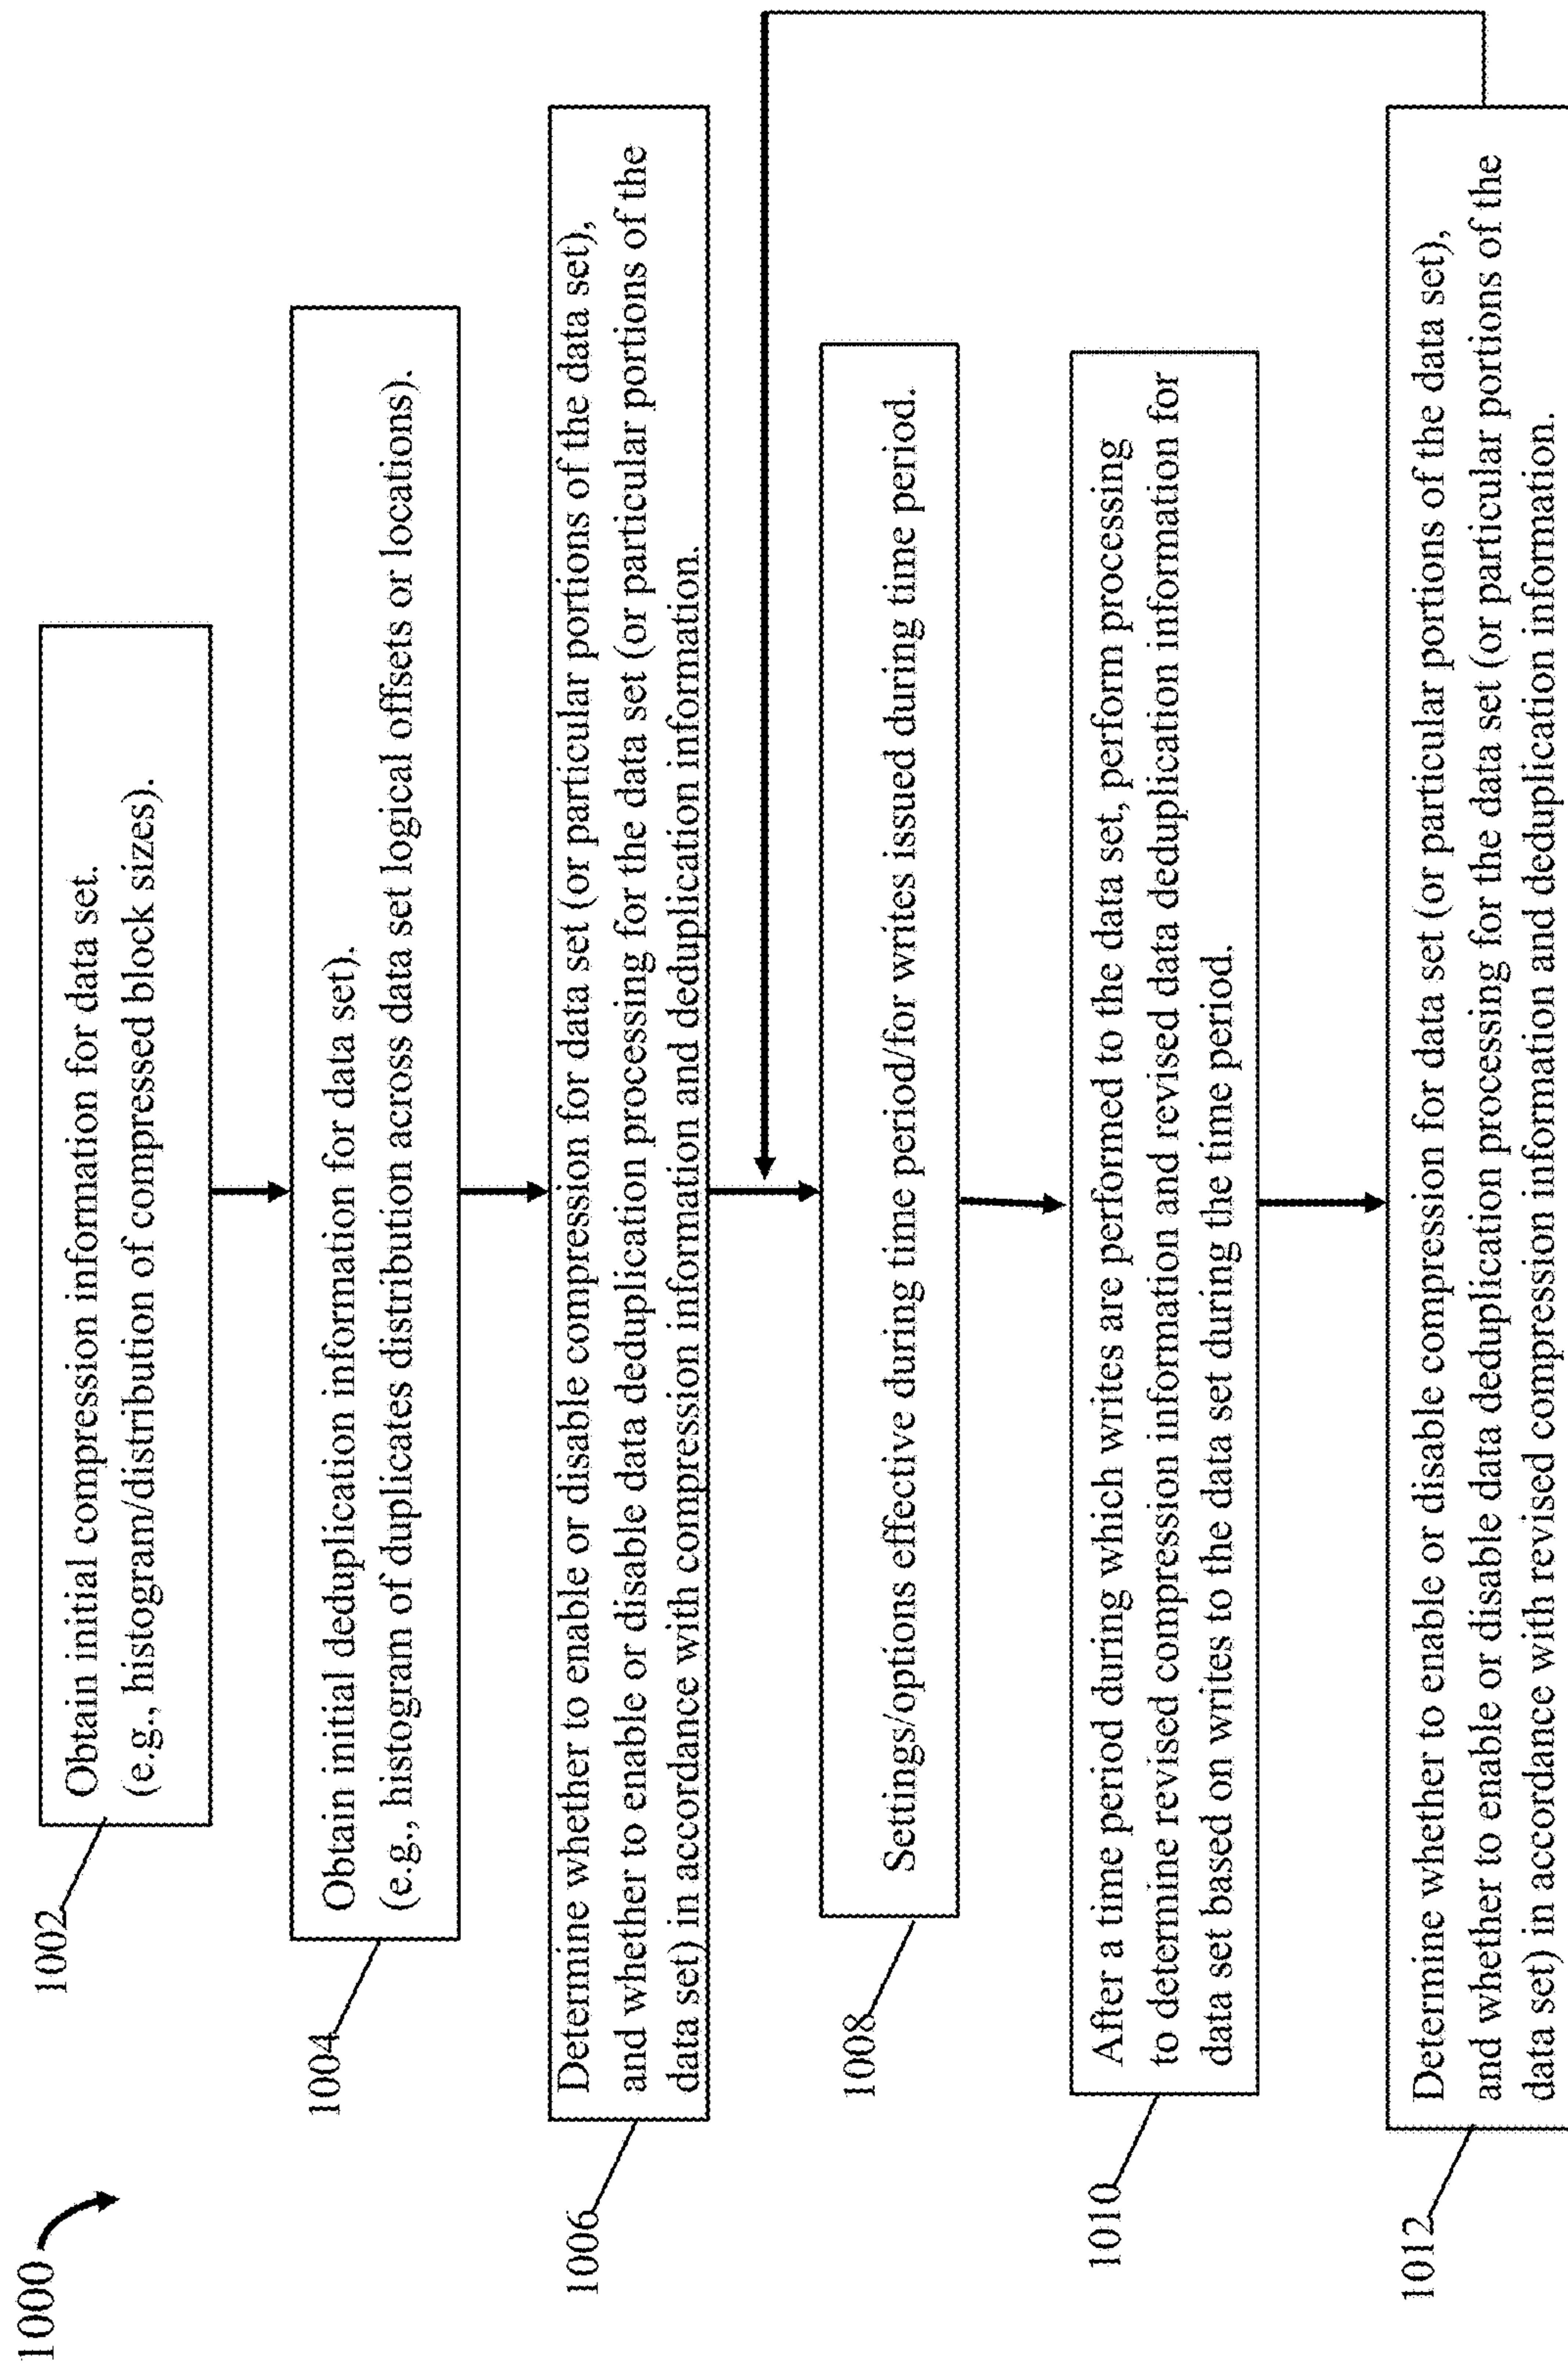 1000
1002
Obtain initial compression information for data set.
(e.g., histogram/distribution of compressed block sizes).
1004
Obtain initial deduplication information for data set).
(e.g., histogram of duplicates distribution across data set logical offsets or locations).
1006
Determine whether to enable or disable compression for data set (or particular portions of the data set),
and whether to enable or disable data deduplication processing for the data set (or particular portions of the
data set) in accordance with compression information and deduplication information.
1008
Settings/options effective during time period/for writes issued during time period.
1010
After a time period during which writes are performed to the data set, perform processing
to determine revised compression information and revised data deduplication information for
data set based on writes to the data set during the time period.
1012
Determine whether to enable or disable compression for data set (or particular portions of the data set),
and whether to enable or disable data deduplication processing for the data set (or particular portions of the
data set) in accordance with revised compression information and deduplication information.